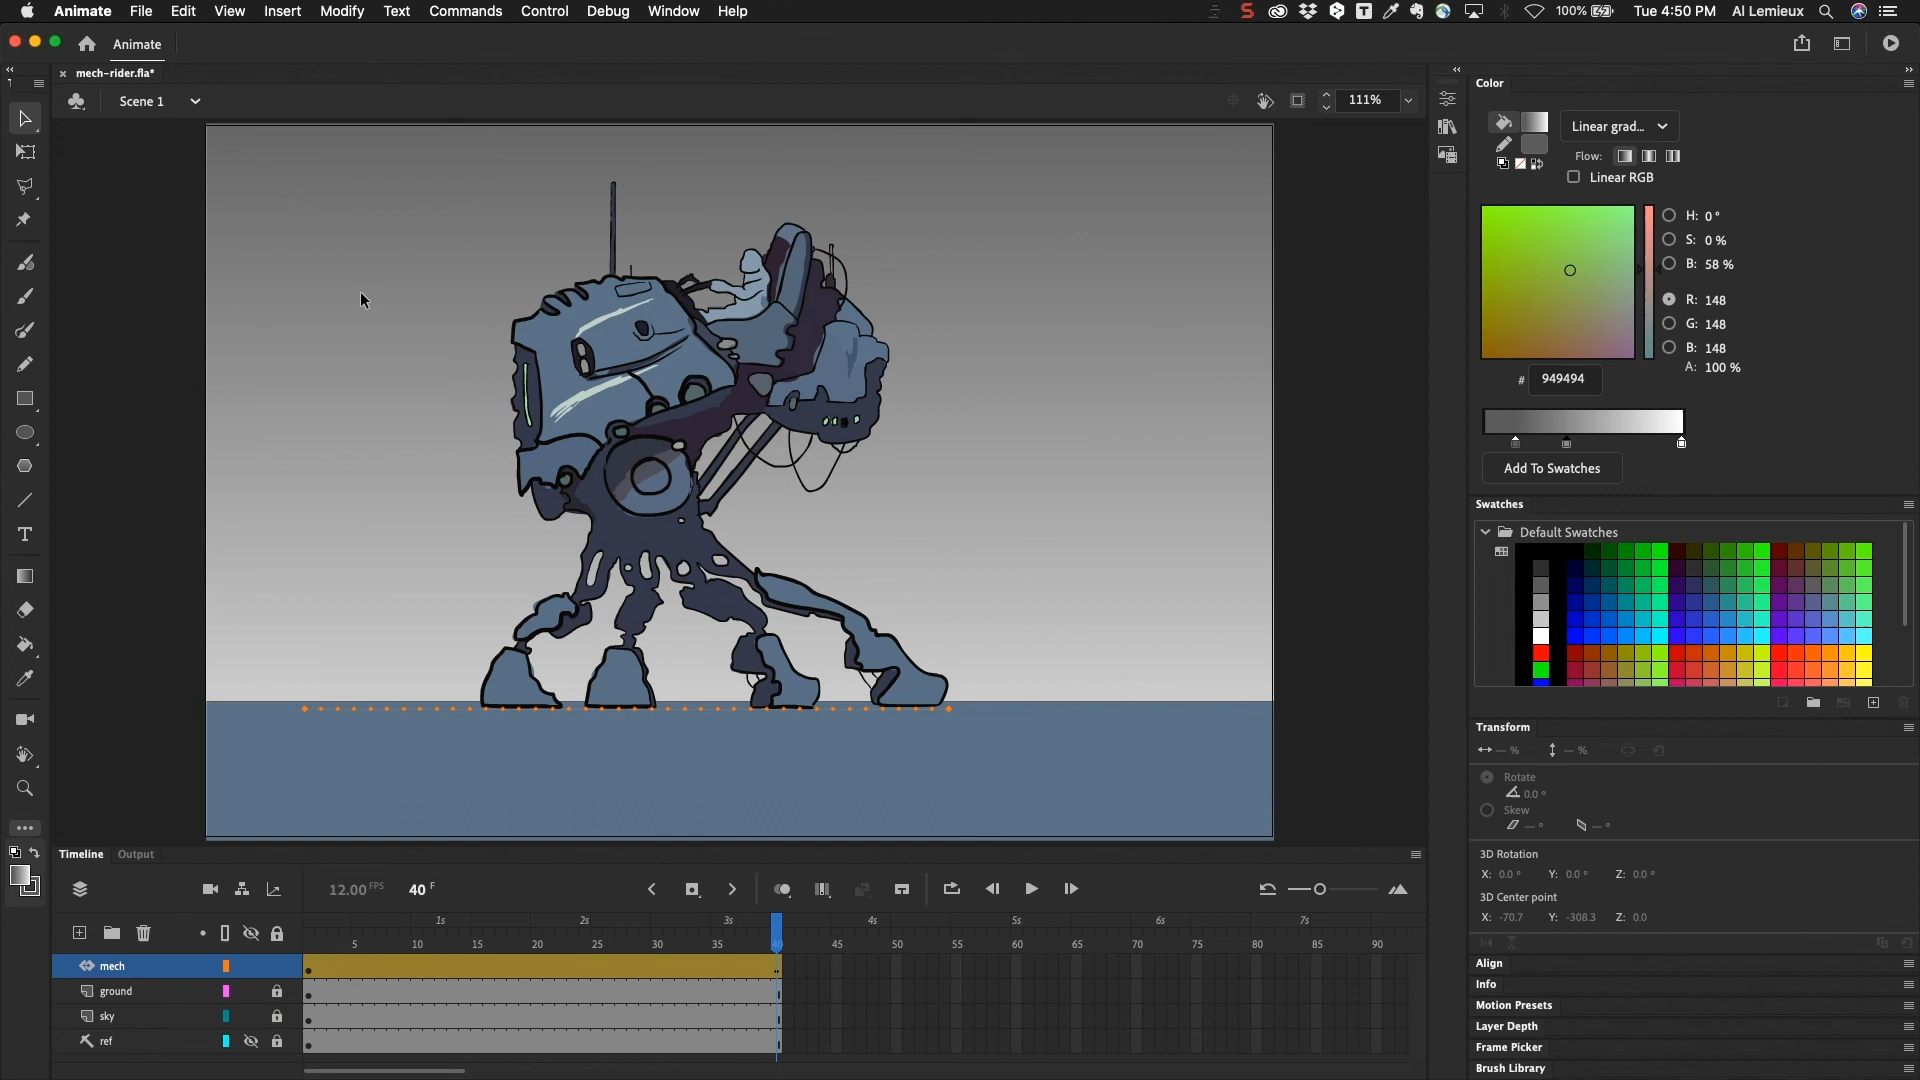 Animate File Edit View Insert Modify Text Commands Control Debug Window Help 100% Tue 4:50 PM Al Lemieux
Animate
mech-rider.fla*
Scene 1 111%
Color
Linear grad...
Flow:
Linear RGB
H: 0°
S: 0 %
B: 58 %
R: 148
G: 148
B: 148
A: 100 %
# 949494
Add To Swatches
Swatches
Default Swatches
Transform
Rotate
0.0 °
Skew
3D Rotation
X: 0.0 ° Y: 0.0 ° Z: 0.0 °
3D Center point
X: -70.7 Y: -308.3 Z: 0.0
Align
Info
Motion Presets
Layer Depth
Frame Picker
Brush Library
Timeline Output
12.00 FPS 40 F
1s 2s 3s 4s 5s 6s 7s
5 10 15 20 25 30 35 40 45 50 55 60 65 70 75 80 85 90
mech
ground
sky
ref